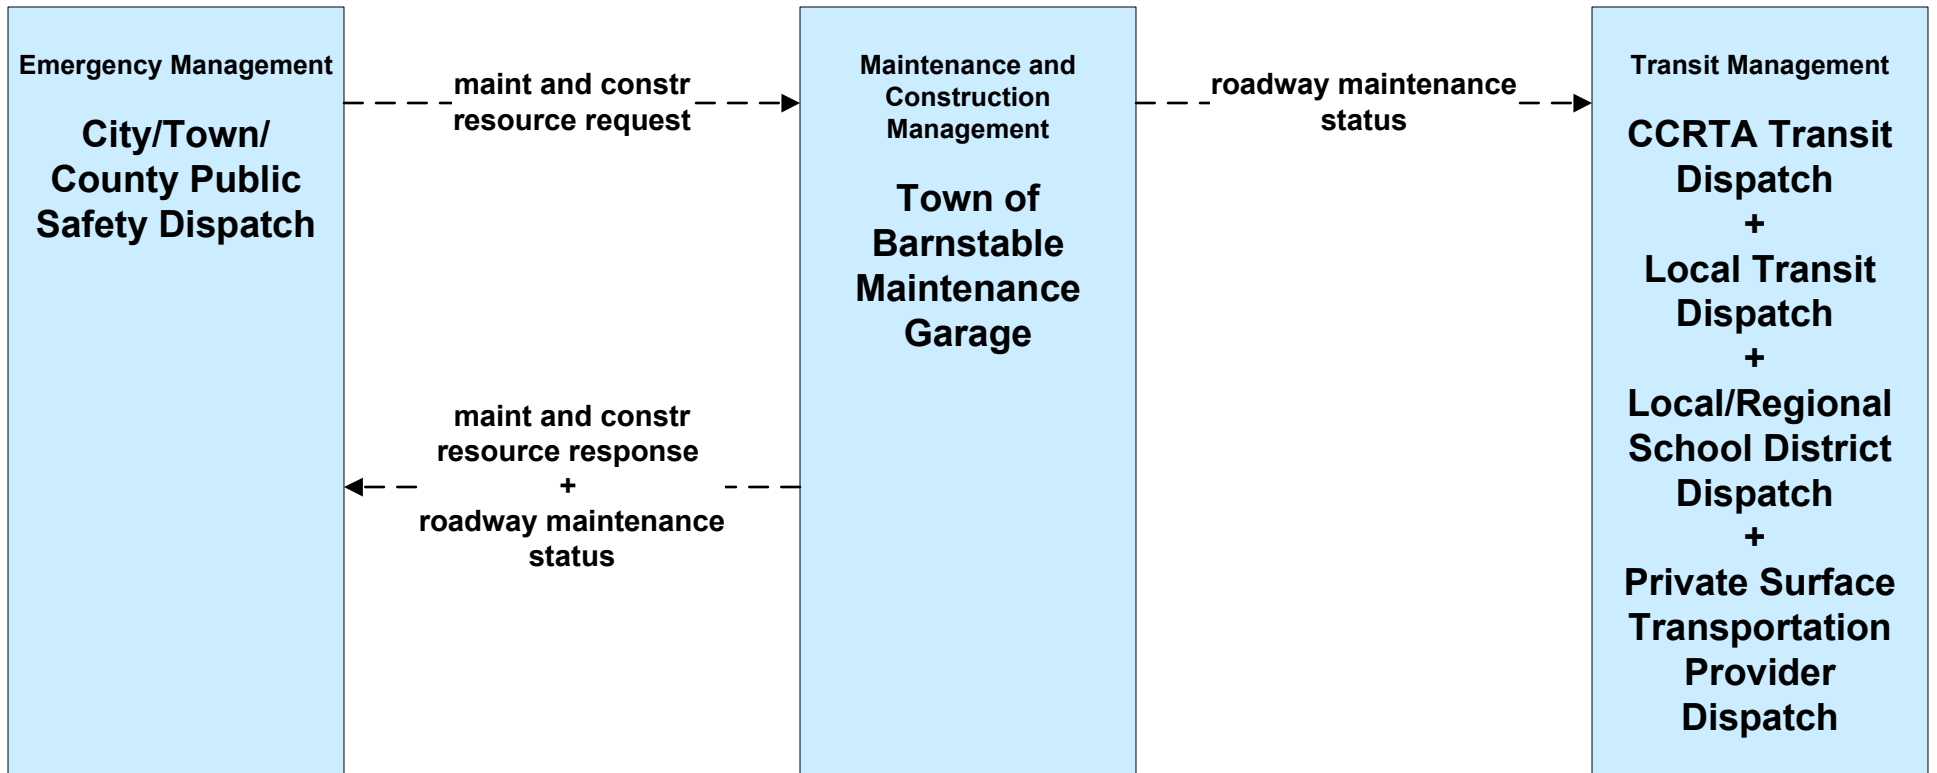 Emergency Management
City/Town/
County Public
Safety Dispatch
maint and constr
resource request
maint and constr
resource response
+
roadway maintenance
status
Maintenance and
Construction
Management
Town of
Barnstable
Maintenance
Garage
roadway maintenance
status
Transit Management
CCRTA Transit
Dispatch
+
Local Transit
Dispatch
+
Local/Regional
School District
Dispatch
+
Private Surface
Transportation
Provider
Dispatch